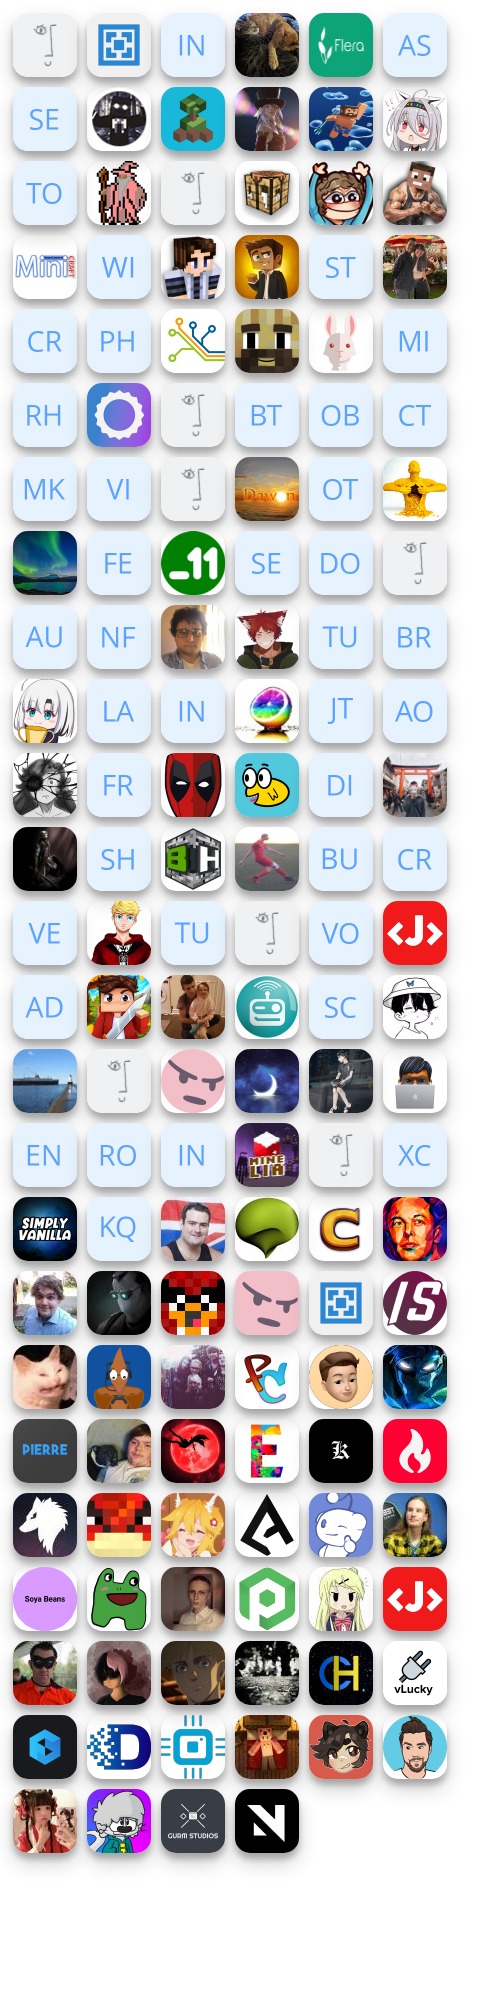 IN Flera AS
SE
TO
Mini CRAFT WI ST
CR PH MI
RH BT OB CT
MK VI Dawn OT
FE _11 SE DO
AU NF TU BR
LA IN JT AO
FR DI
SH BH BU CR
VE TU VO <J>
AD SC
EN RO IN MINE LIA XC
SIMPLY VANILLA KQ C
IS
PC
PIERRE E k
Soya Beans P <J>
CH vLucky
D
GURM STUDIOS N